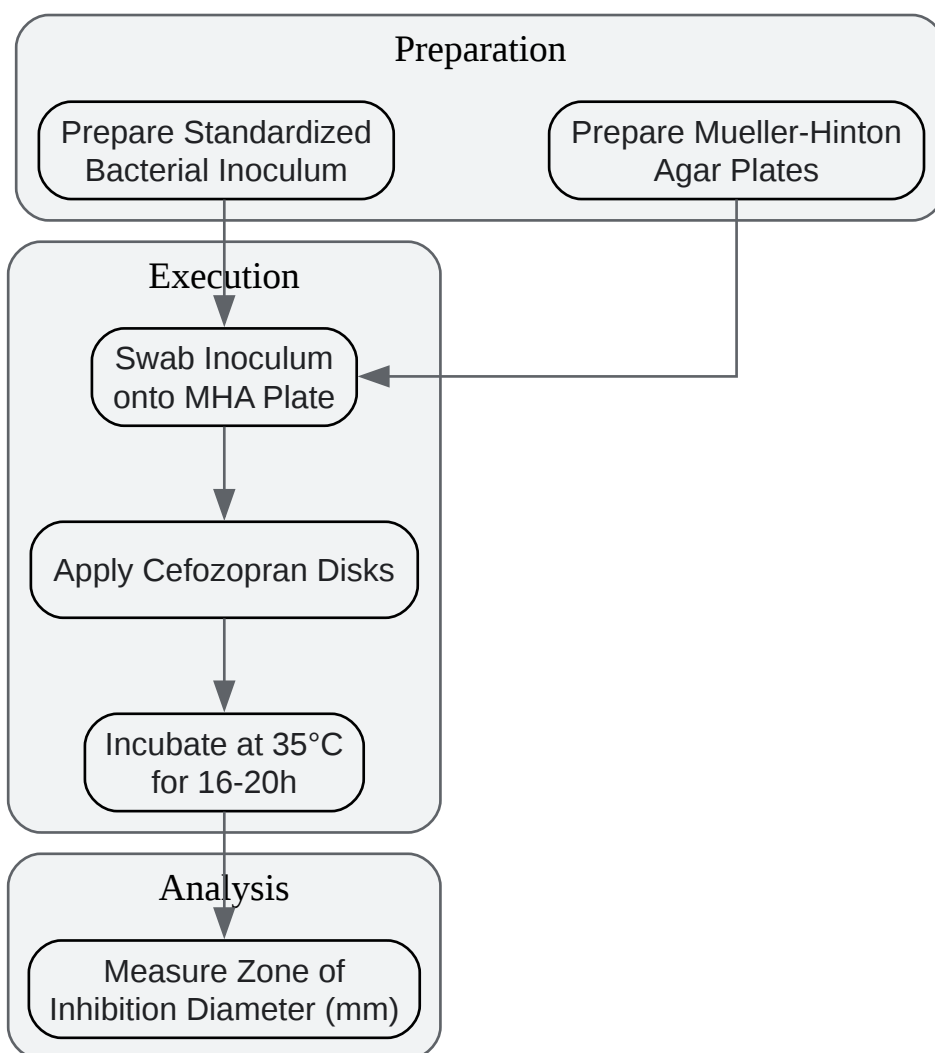 Preparation
Prepare Standardized
Bacterial Inoculum
Prepare Mueller-Hinton
Agar Plates
Execution
Swab Inoculum
onto MHA Plate
Apply Cefozopran Disks
Incubate at 35°C
for 16-20h
Analysis
Measure Zone of
Inhibition Diameter (mm)